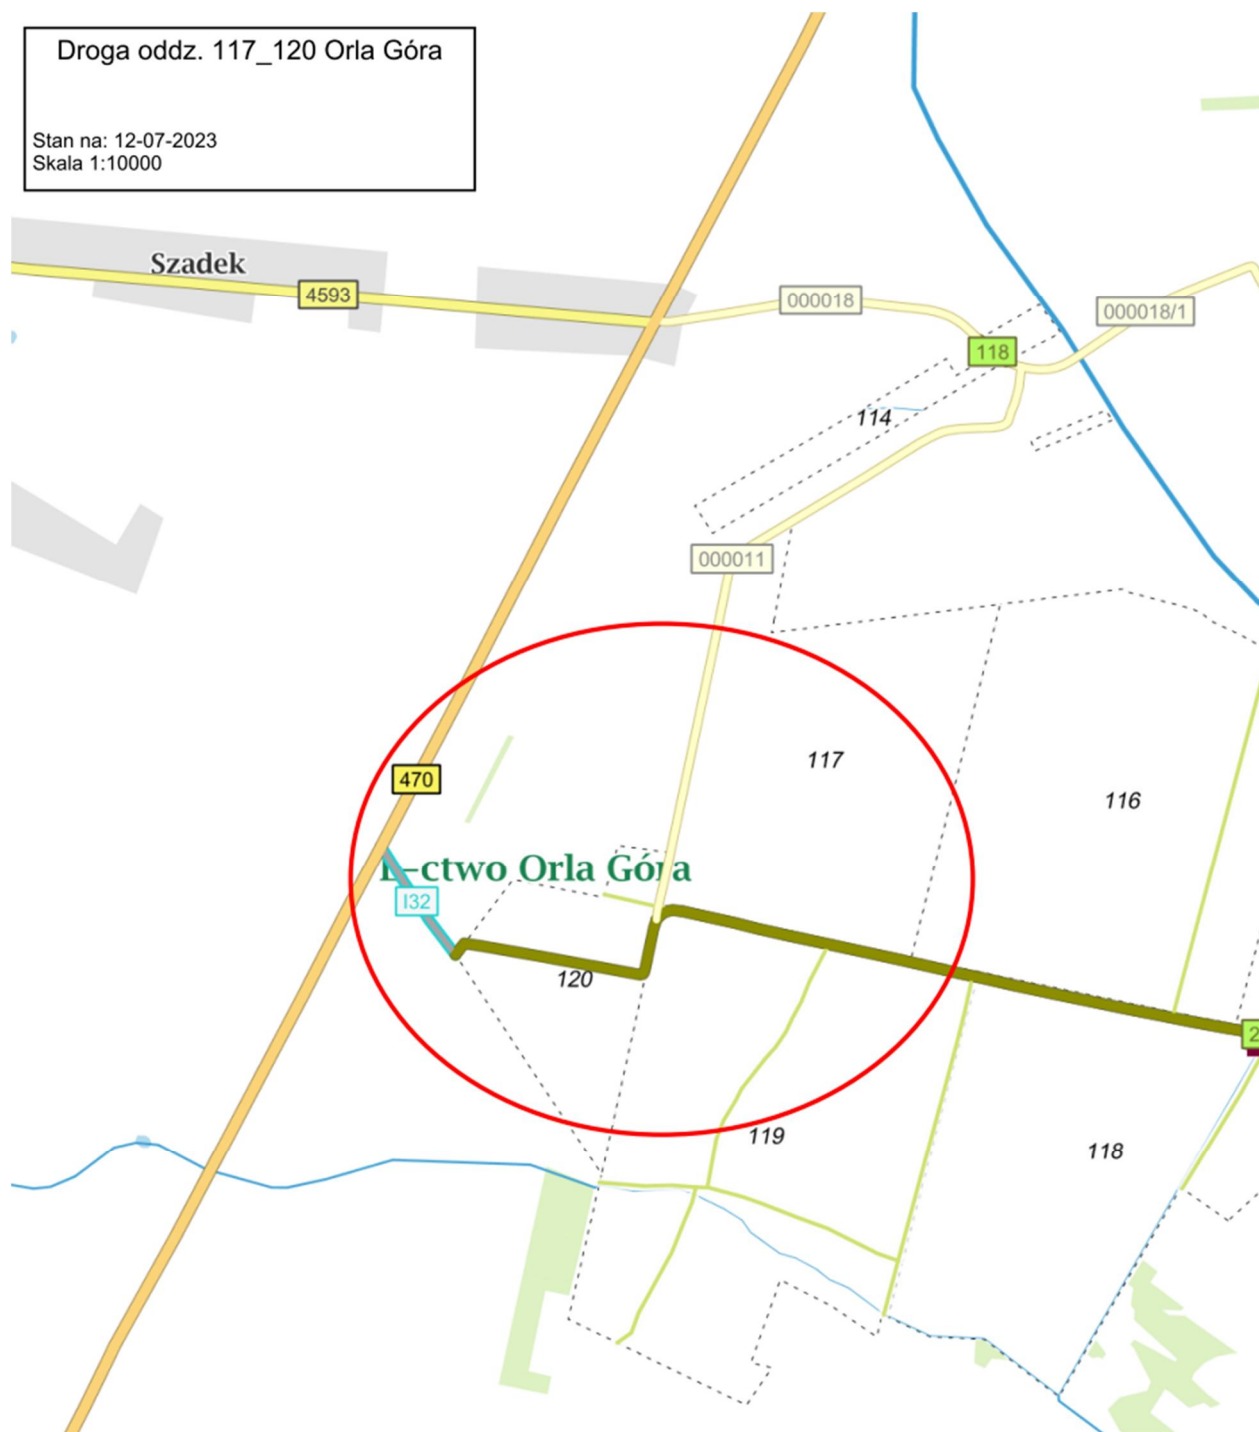 Droga oddz. 117_120 Orla Góra
Stan na: 12-07-2023
Skala 1:10000
Szadek
4593
000018
000018/1
118
114
000011
117
470
116
L-ctwo Orla Góra
I32
120
2
119
118